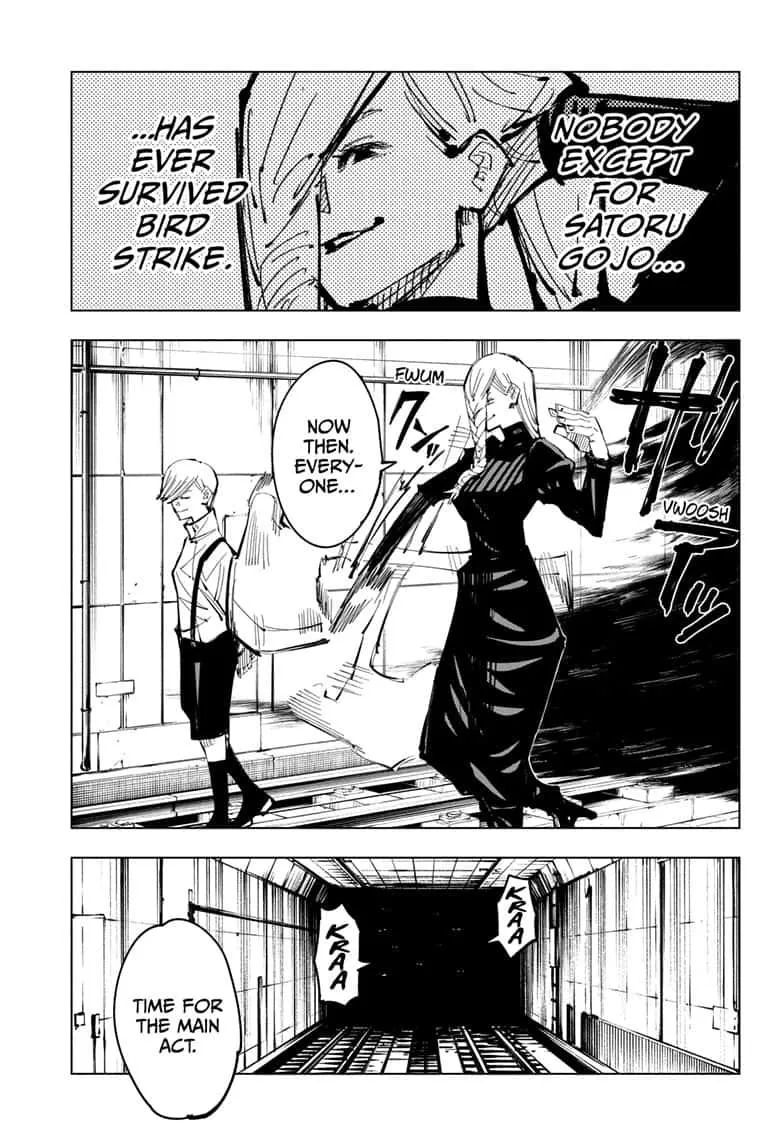 NOBODY
EXCEPT
FOR
SATORU
GOJO...
...HAS
EVER
SURVIVED
BIRD
STRIKE.
VWOOSH
FWUM
NOW
THEN.
EVERY-
ONE...
KRAA
KRAA
TIME FOR
THE MAIN
ACT.